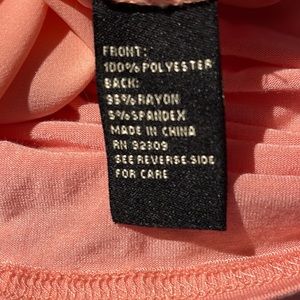 FRONT:
100% POLYESTER
BACK:
95% RAYON
5% SPANDEX
MADE IN CHINA
RN 92309
SEE REVERSE SIDE
FOR CARE